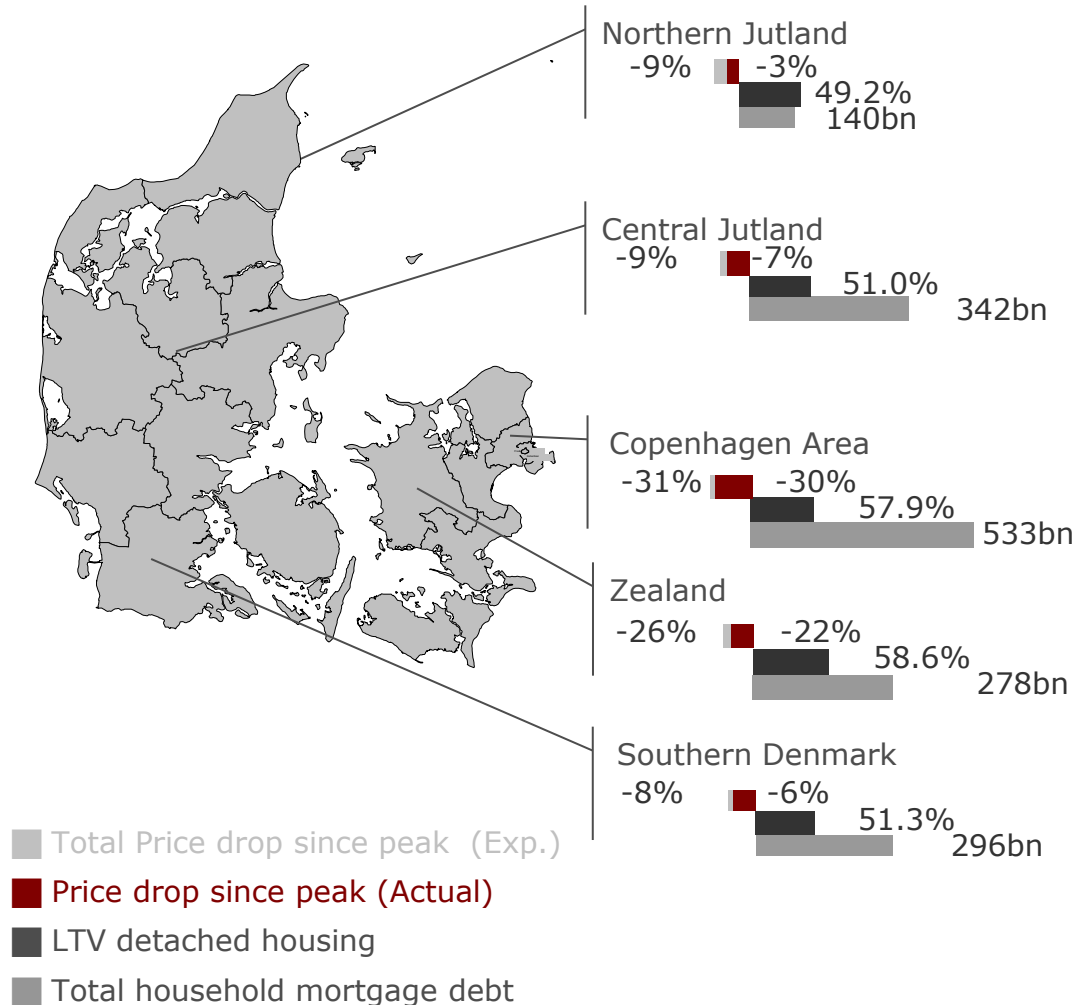 Northern Jutland
-9% -3%
49.2%
140bn
Central Jutland
-9% -7%
51.0%
342bn
Copenhagen Area
-31% -30%
57.9%
533bn
Zealand
-26% -22%
58.6%
278bn
Southern Denmark
-8% -6%
51.3%
296bn
Total Price drop since peak (Exp.)
Price drop since peak (Actual)
LTV detached housing
Total household mortgage debt